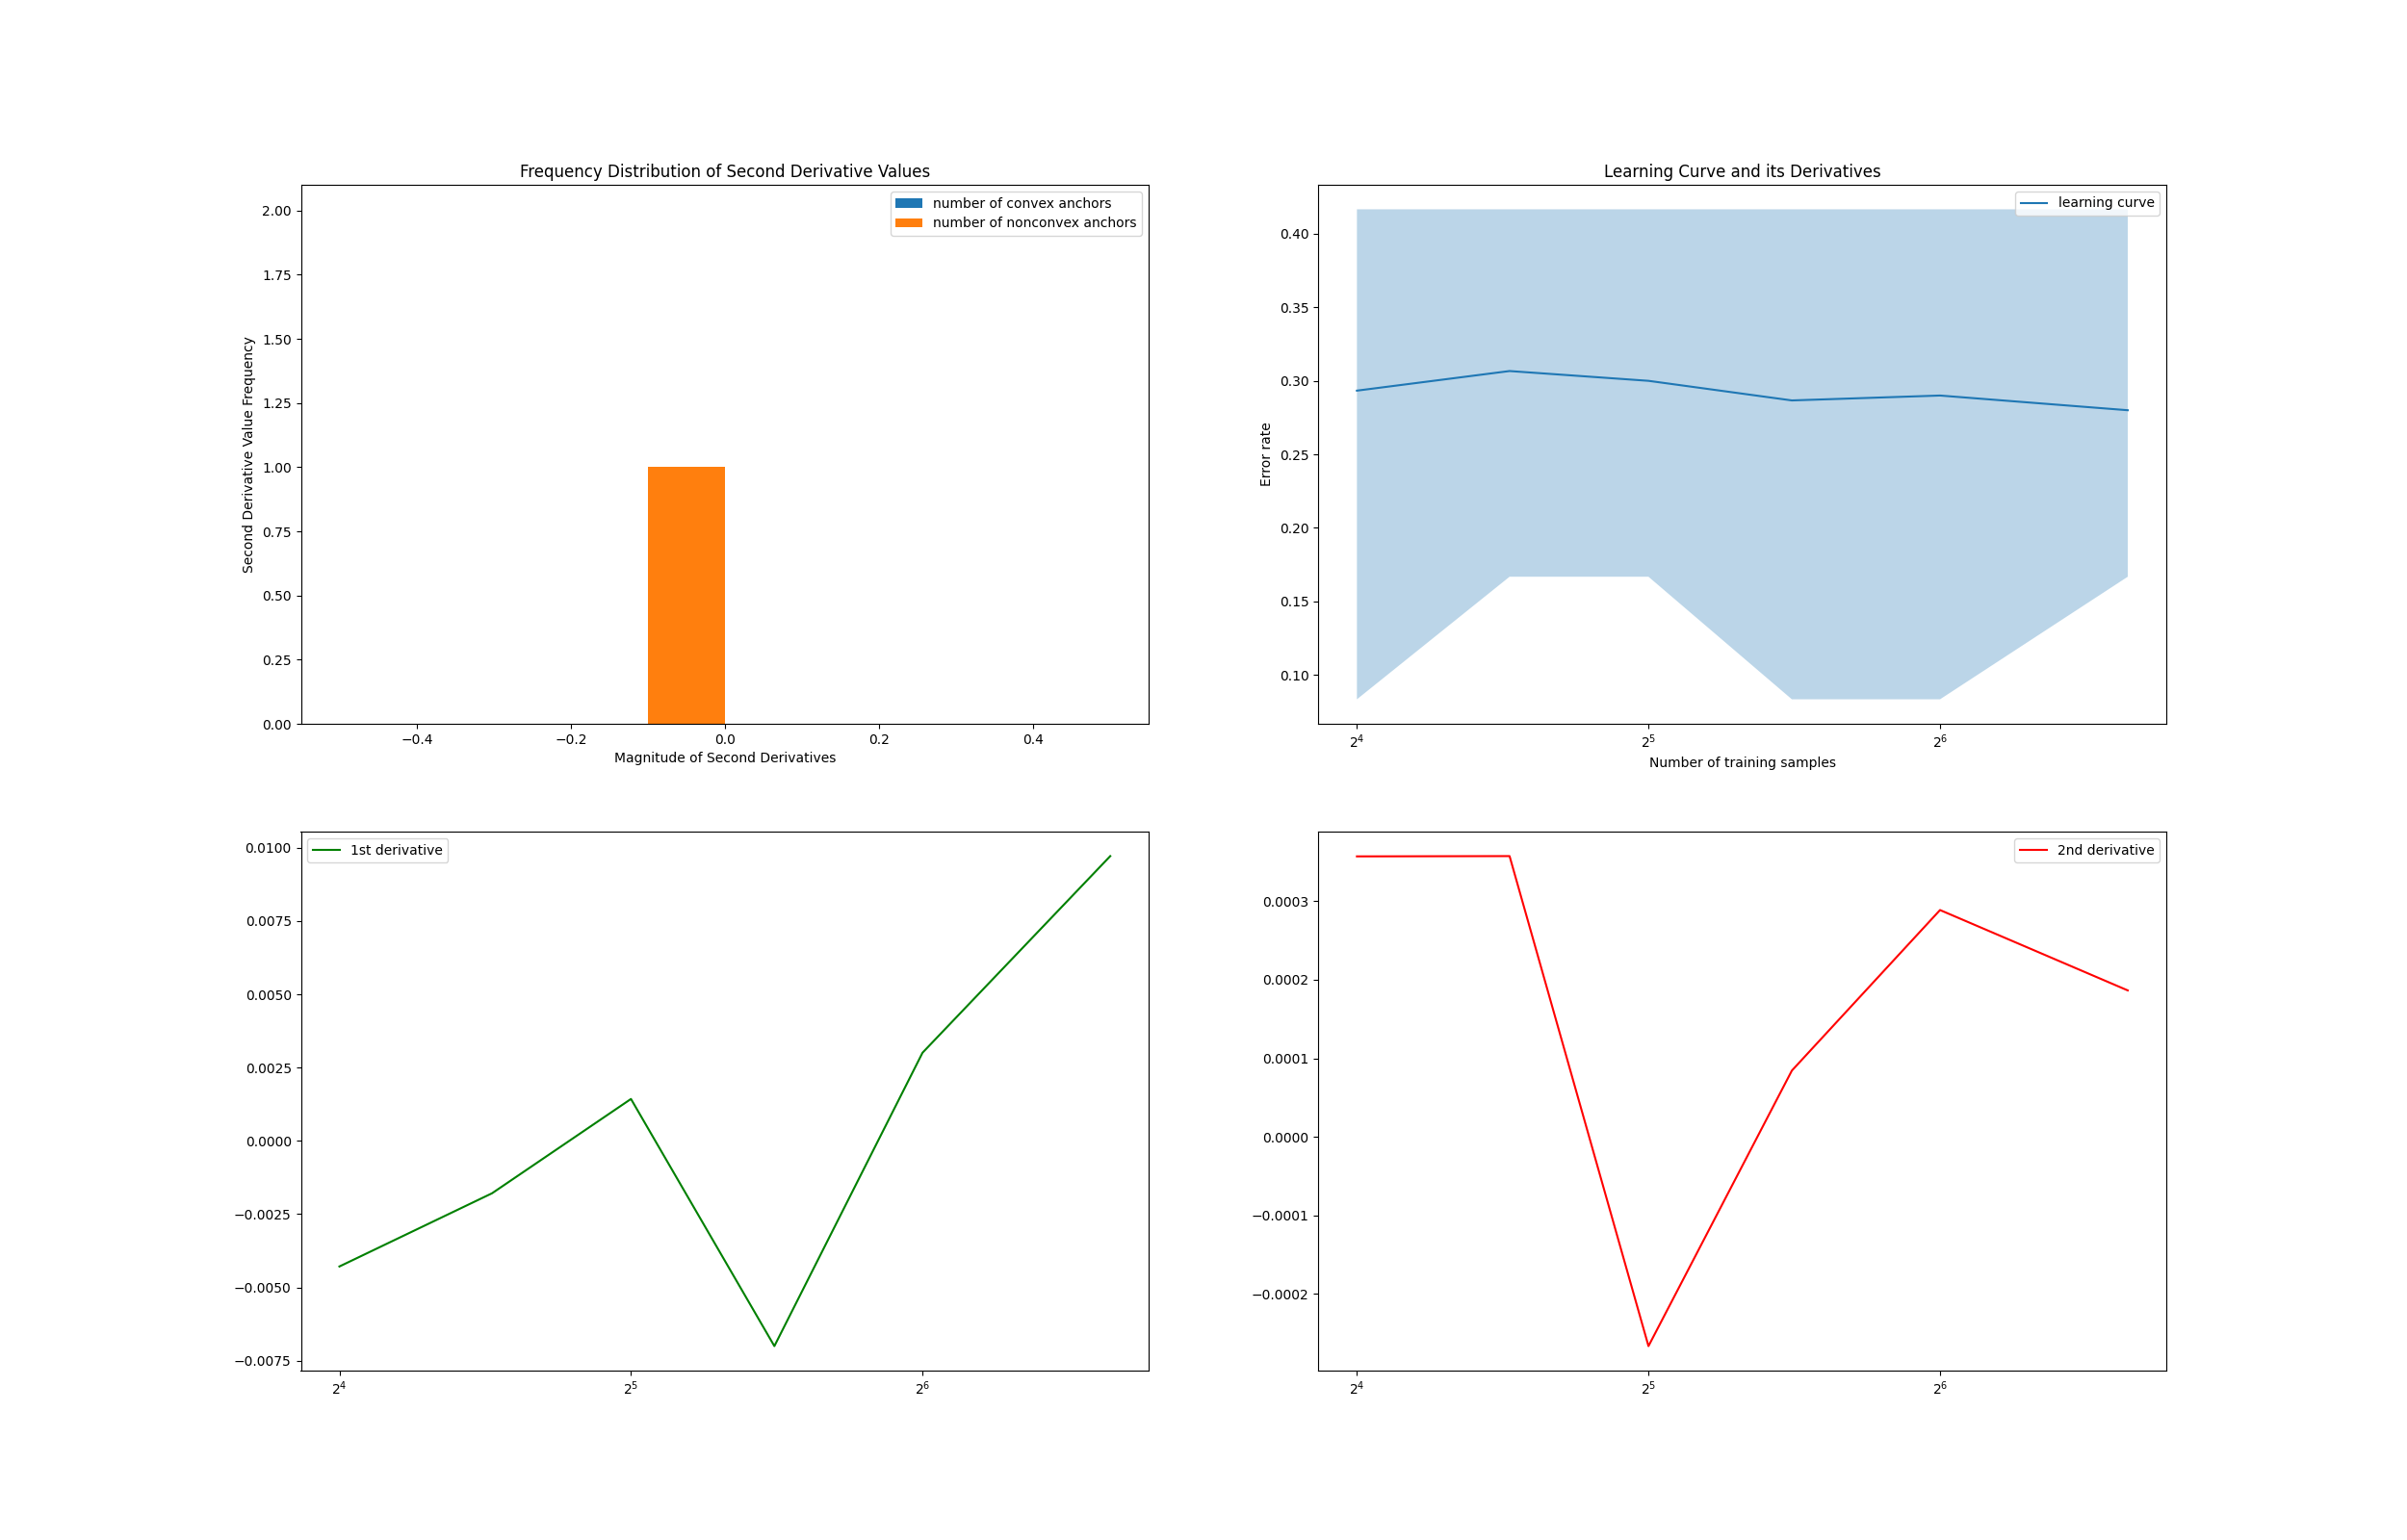 Frequency Distribution of Second Derivative Values
number of convex anchors
number of nonconvex anchors
2.00
1.75
1.50
1.25
1.00
0.75
0.50
0.25
0.00
Second Derivative Value Frequency
−0.4 −0.2 0.0 0.2 0.4
Magnitude of Second Derivatives
Learning Curve and its Derivatives
learning curve
0.40
0.35
0.30
0.25
0.20
0.15
0.10
Error rate
2⁴ 2⁵ 2⁶
Number of training samples
1st derivative
0.0100
0.0075
0.0050
0.0025
0.0000
−0.0025
−0.0050
−0.0075
2⁴ 2⁵ 2⁶
2nd derivative
0.0003
0.0002
0.0001
0.0000
−0.0001
−0.0002
2⁴ 2⁵ 2⁶